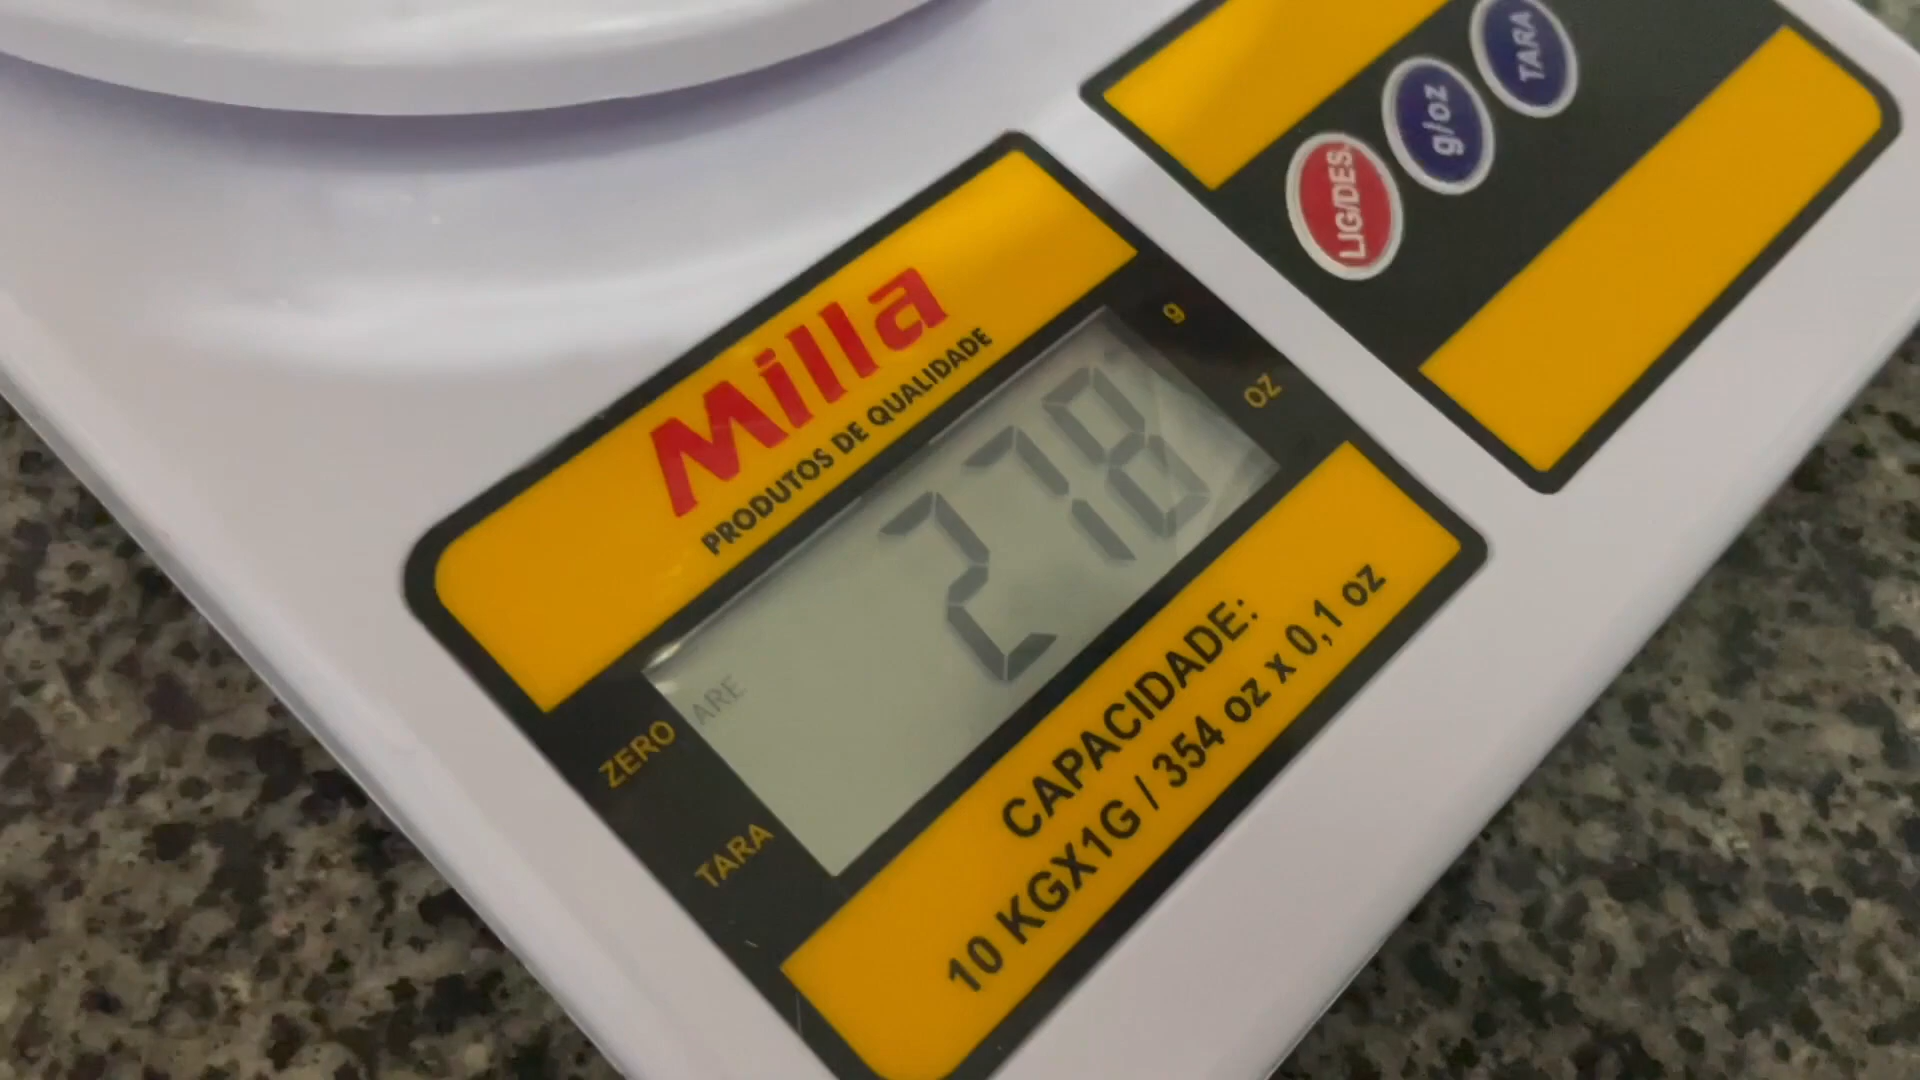 LIG/DES.
g/oz
TARA
Milla
PRODUTOS DE QUALIDADE
g
OZ
278
ARE
ZERO
TARA
CAPACIDADE:
10 KGX1G / 354 oz x 0,1 oz